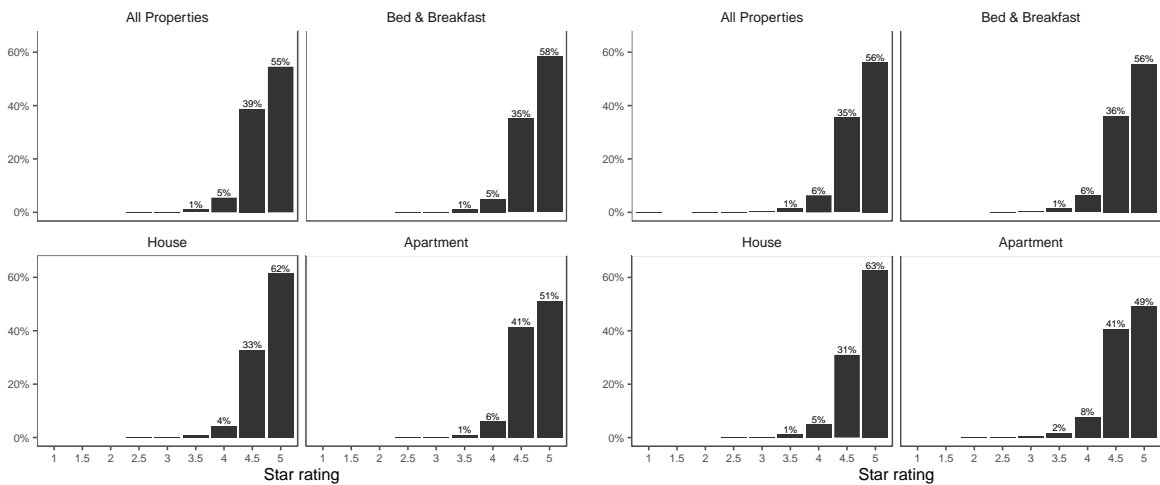 All Properties Bed & Breakfast All Properties Bed & Breakfast
60% 55% 58% 60% 56% 56%
40% 39% 35% 40% 35% 36%
20% 20%
5% 5% 6% 6%
0% 1% 1% 0% 1% 1%
House Apartment House Apartment
60% 62% 51% 60% 63% 49%
40% 33% 41% 40% 31% 41%
20% 20%
4% 6% 5% 8%
0% 1% 0% 1% 2%
1 1.5 2 2.5 3 3.5 4 4.5 5 1 1.5 2 2.5 3 3.5 4 4.5 5 1 1.5 2 2.5 3 3.5 4 4.5 5 1 1.5 2 2.5 3 3.5 4 4.5 5
Star rating Star rating